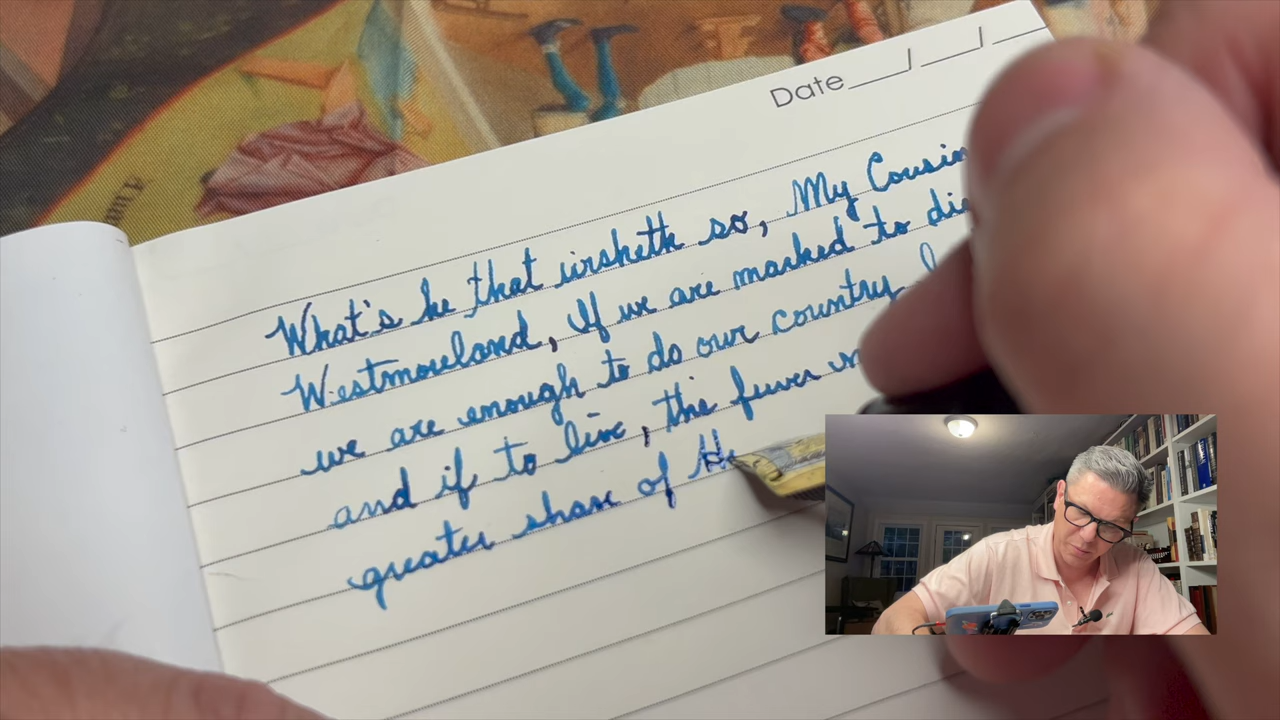 Date
What's he that wisheth so, My Cousin
Westmoreland, If we are marked to die
we are enough to do our country
and if to live, the fewer
greater share of